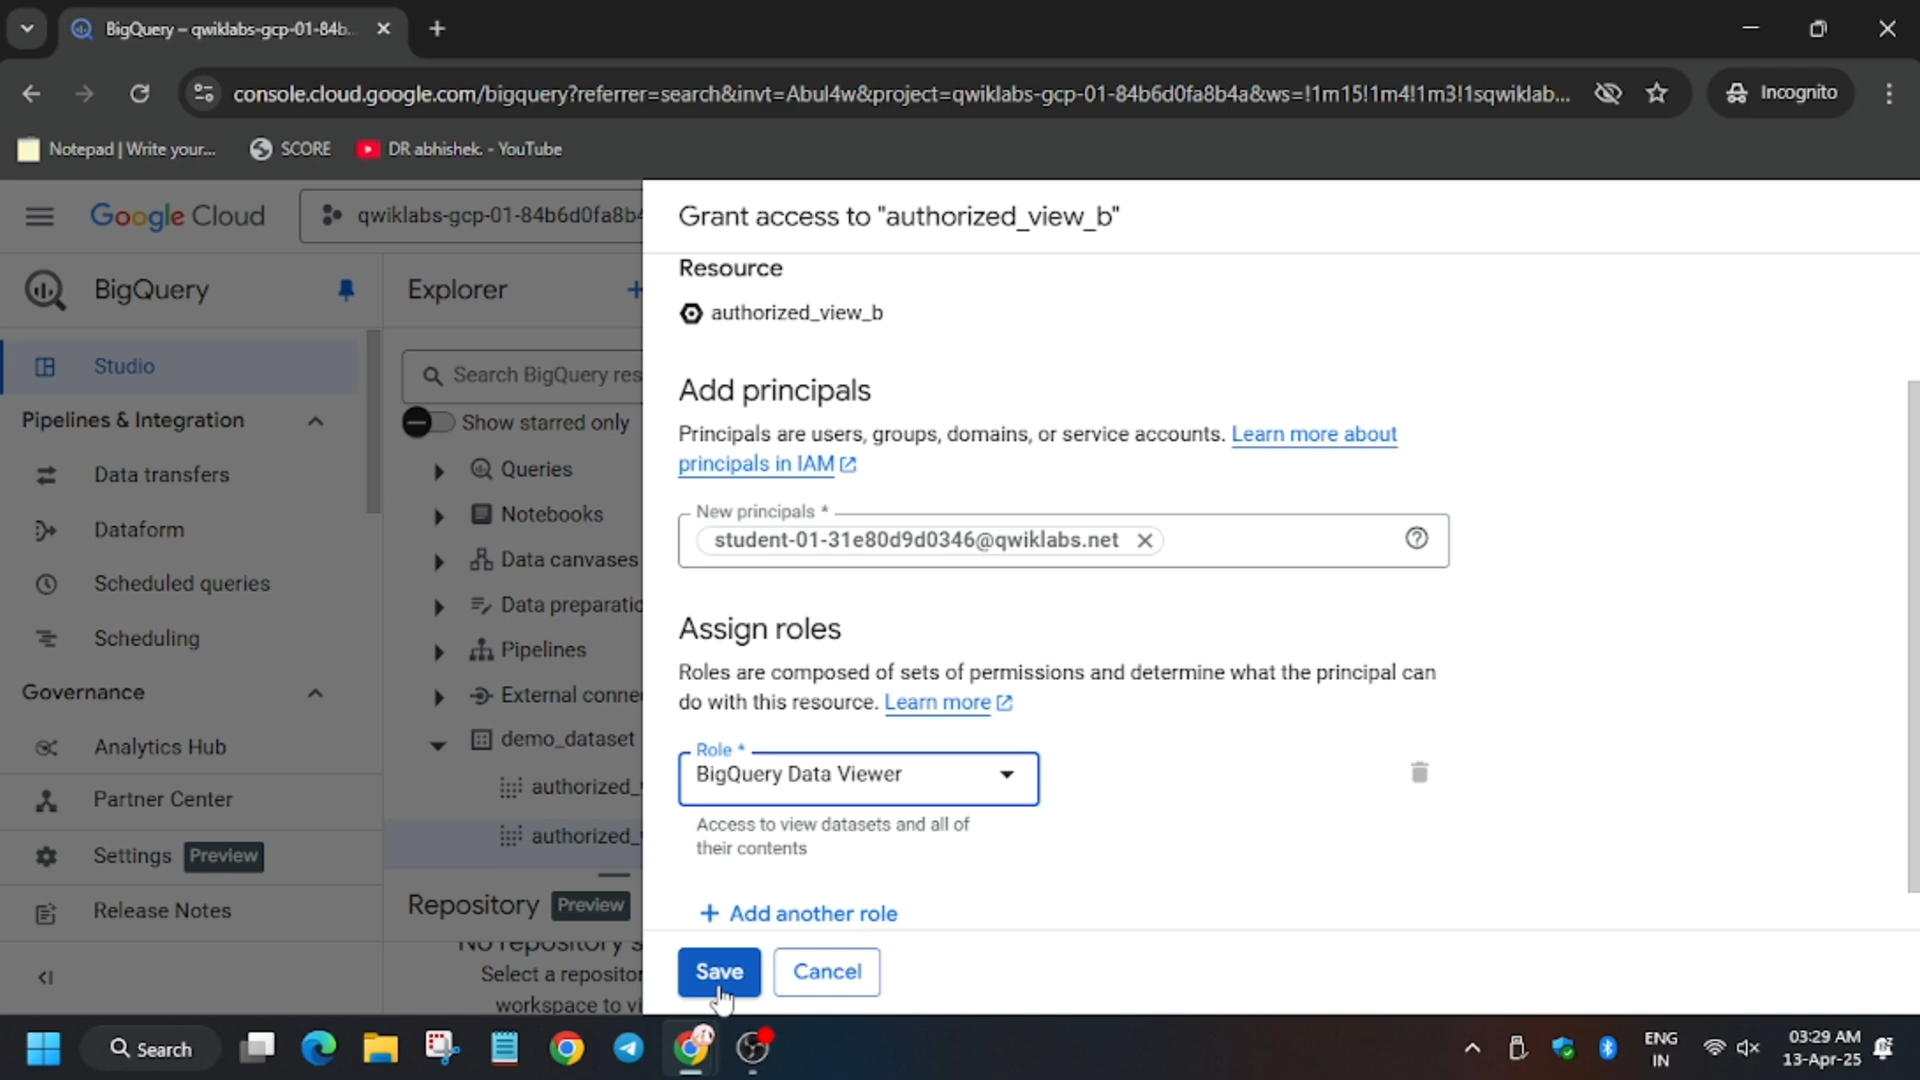 BigQuery – qwiklabs-gcp-01-84b...
console.cloud.google.com/bigquery?referrer=search&invt=Abul4w&project=qwiklabs-gcp-01-84b6d0fa8b4a&ws=!1m15!1m4!1m3!1sqwiklab...
Incognito
Notepad | Write your...
SCORE
DR abhishek. - YouTube
Google Cloud
qwiklabs-gcp-01-84b6d0fa8b4
BigQuery
Studio
Pipelines & Integration
Data transfers
Dataform
Scheduled queries
Scheduling
Governance
Analytics Hub
Partner Center
Settings Preview
Release Notes
Explorer
Search BigQuery res
Show starred only
Queries
Notebooks
Data canvases
Data preparatio
Pipelines
External conne
demo_dataset
authorized_
authorized_
Repository Preview
No repository s
Select a repositor
workspace to vi
Grant access to "authorized_view_b"
Resource
authorized_view_b
Add principals
Principals are users, groups, domains, or service accounts. Learn more about
principals in IAM
New principals *
student-01-31e80d9d0346@qwiklabs.net
Assign roles
Roles are composed of sets of permissions and determine what the principal can
do with this resource. Learn more
Role *
BigQuery Data Viewer
Access to view datasets and all of
their contents
+ Add another role
Save
Cancel
Search
ENG
IN
03:29 AM
13-Apr-25